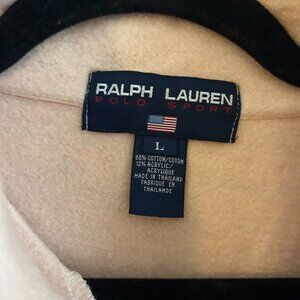 RALPH LAUREN
POLO SPORT
L
88% COTTON/COTON
12% ACRYLIC/
ACRYLIQUE
MADE IN THAILAND
FABRIQUE EN
THAILANDE